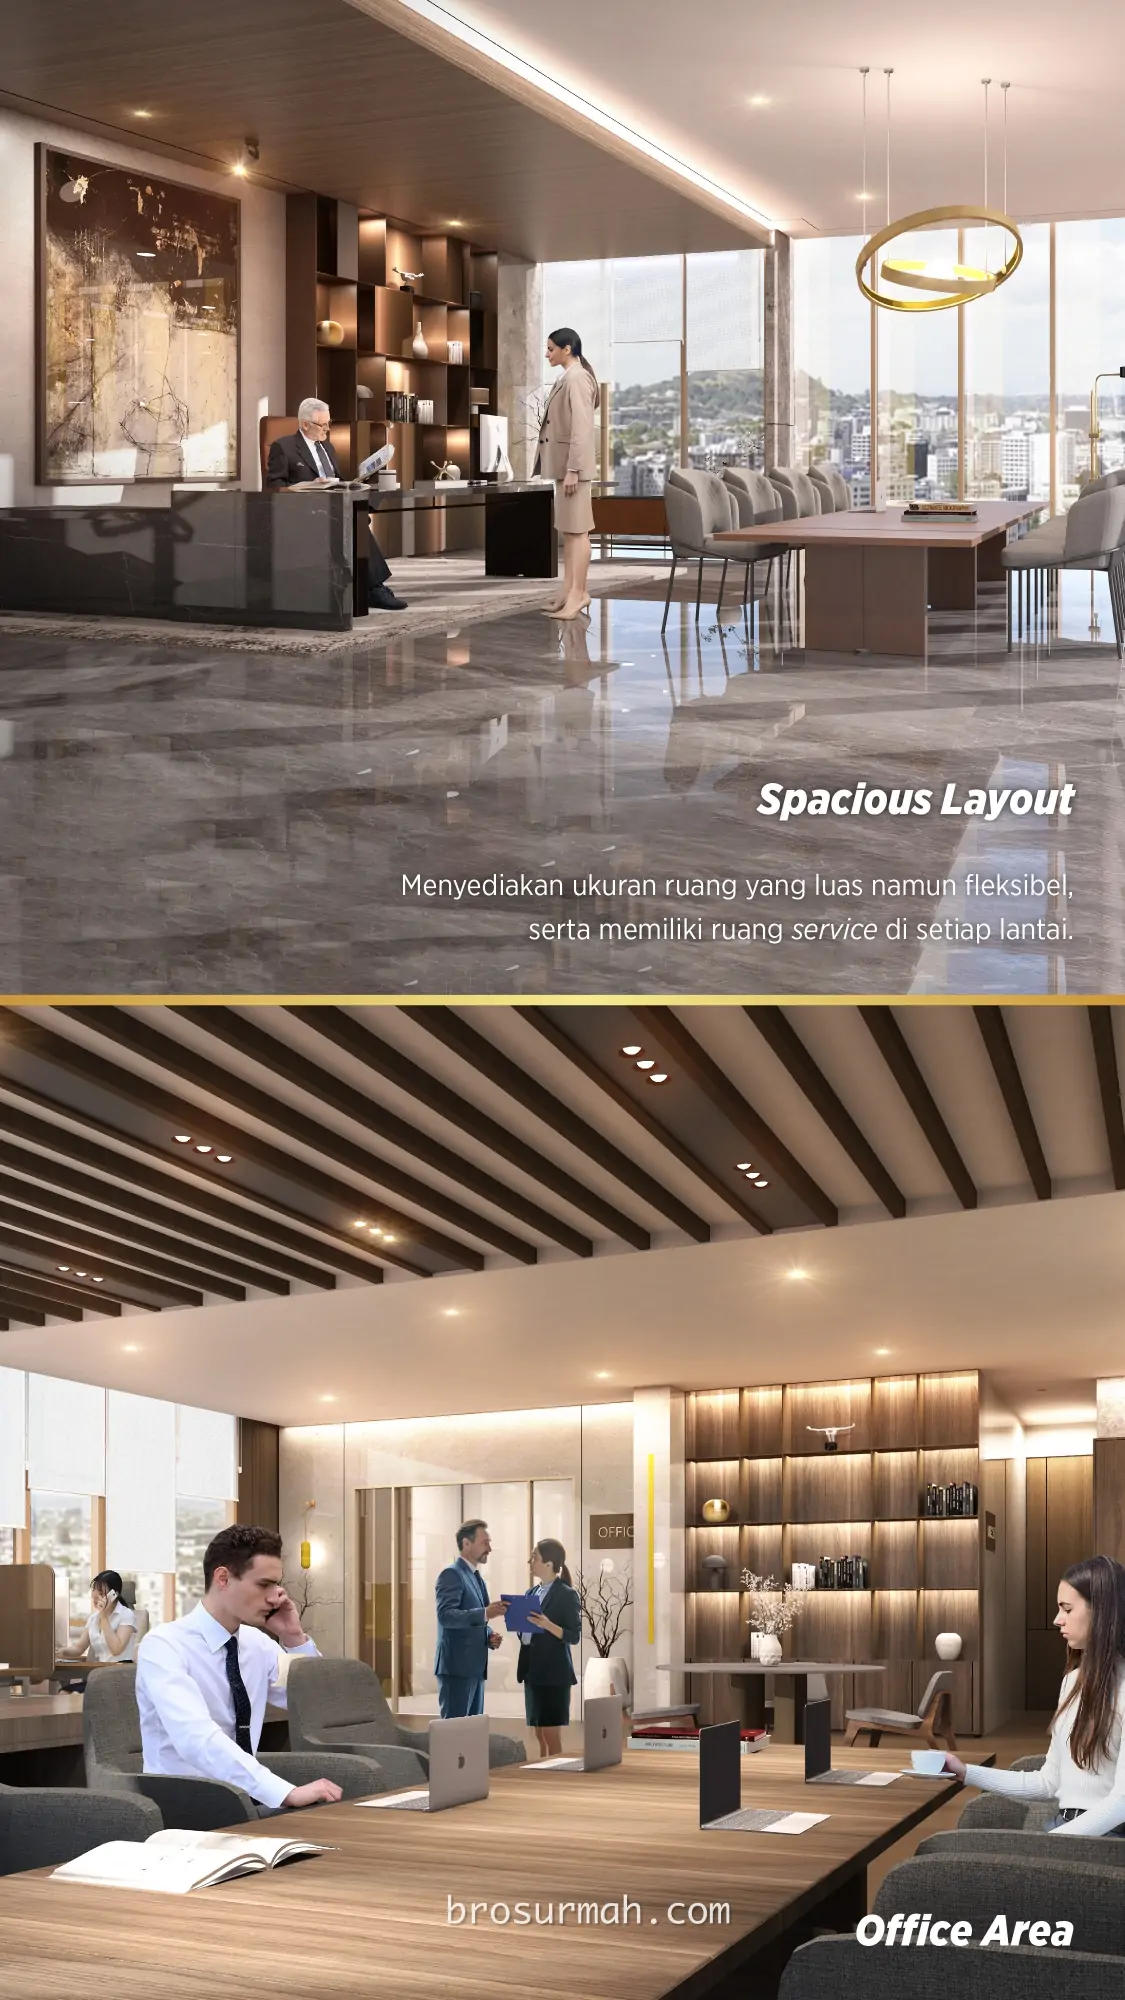 Spacious Layout
Menyediakan ukuran ruang yang luas namun fleksibel,
serta memiliki ruang service di setiap lantai.
OFFIC
brosurmah.com
Office Area